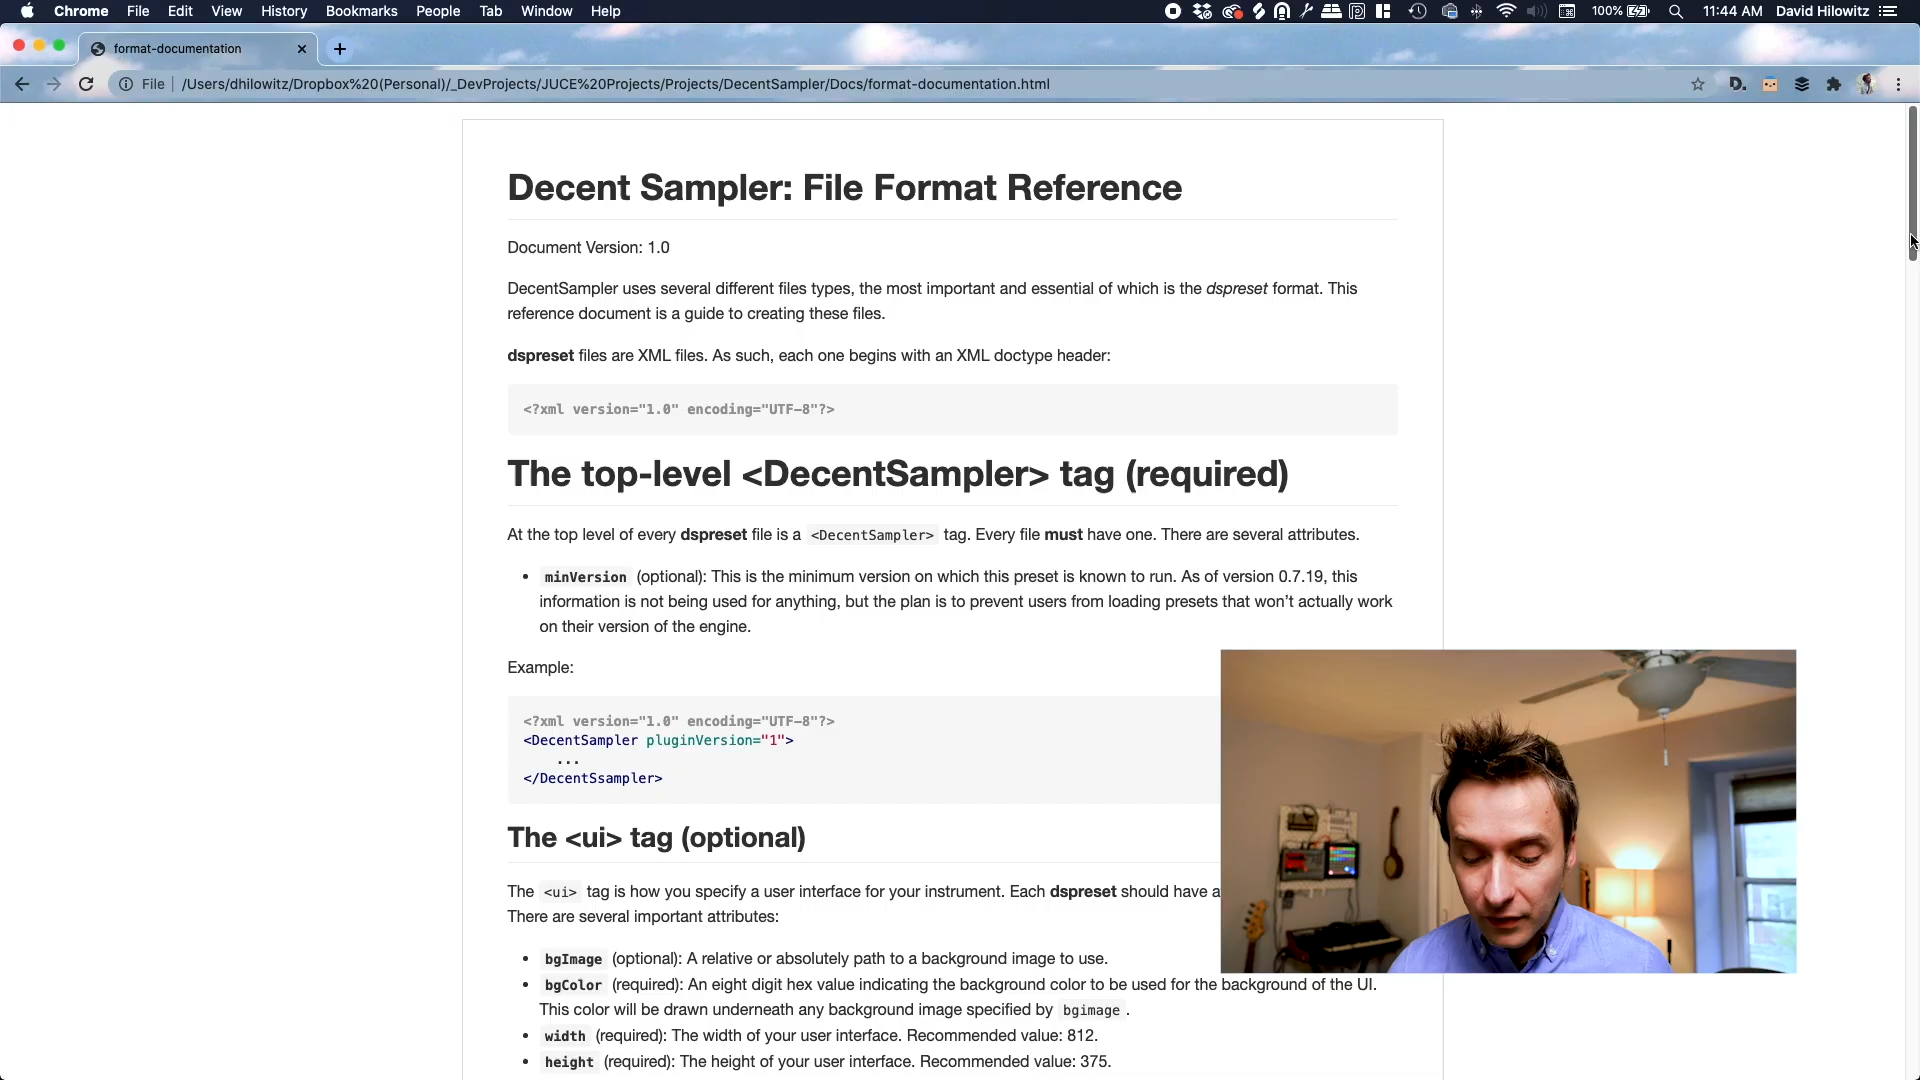 Chrome File Edit View History Bookmarks People Tab Window Help 100% 11:44 AM David Hilowitz
format-documentation
File /Users/dhilowitz/Dropbox%20(Personal)/_DevProjects/JUCE%20Projects/Projects/DecentSampler/Docs/format-documentation.html
Decent Sampler: File Format Reference
Document Version: 1.0
DecentSampler uses several different files types, the most important and essential of which is the dspreset format. This
reference document is a guide to creating these files.
dspreset files are XML files. As such, each one begins with an XML doctype header:
<?xml version="1.0" encoding="UTF-8"?>
The top-level <DecentSampler> tag (required)
At the top level of every dspreset file is a <DecentSampler> tag. Every file must have one. There are several attributes.
• minVersion (optional): This is the minimum version on which this preset is known to run. As of version 0.7.19, this
information is not being used for anything, but the plan is to prevent users from loading presets that won't actually work
on their version of the engine.
Example:
<?xml version="1.0" encoding="UTF-8"?>
<DecentSampler pluginVersion="1">
...
</DecentSsampler>
The <ui> tag (optional)
The <ui> tag is how you specify a user interface for your instrument. Each dspreset should have a
There are several important attributes:
• bgImage (optional): A relative or absolutely path to a background image to use.
• bgColor (required): An eight digit hex value indicating the background color to be used for the background of the UI.
This color will be drawn underneath any background image specified by bgimage .
• width (required): The width of your user interface. Recommended value: 812.
• height (required): The height of your user interface. Recommended value: 375.